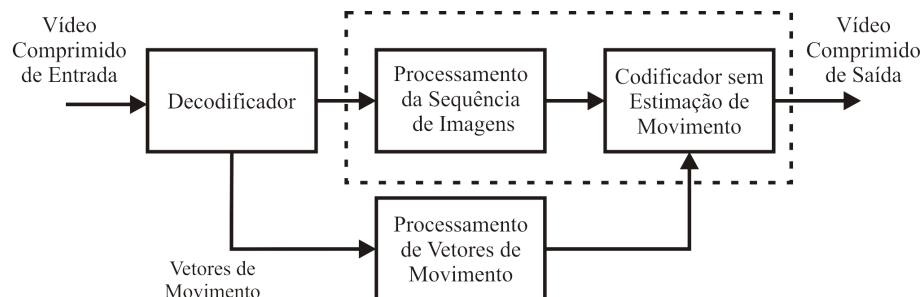 Vídeo
Comprimido
de Entrada
Decodificador
Processamento
da Sequência
de Imagens
Codificador sem
Estimação de
Movimento
Vídeo
Comprimido
de Saída
Vetores de
Movimento
Processamento
de Vetores de
Movimento